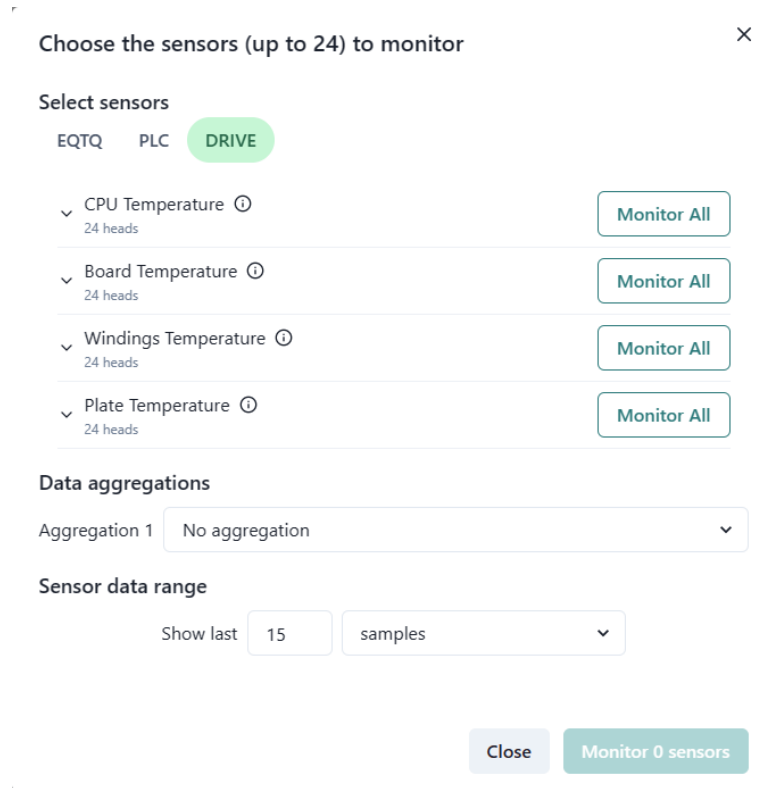 Choose the sensors (up to 24) to monitor
Select sensors
EQTQ PLC DRIVE
CPU Temperature
24 heads
Monitor All
Board Temperature
24 heads
Monitor All
Windings Temperature
24 heads
Monitor All
Plate Temperature
24 heads
Monitor All
Data aggregations
Aggregation 1 No aggregation
Sensor data range
Show last 15 samples
Close Monitor 0 sensors